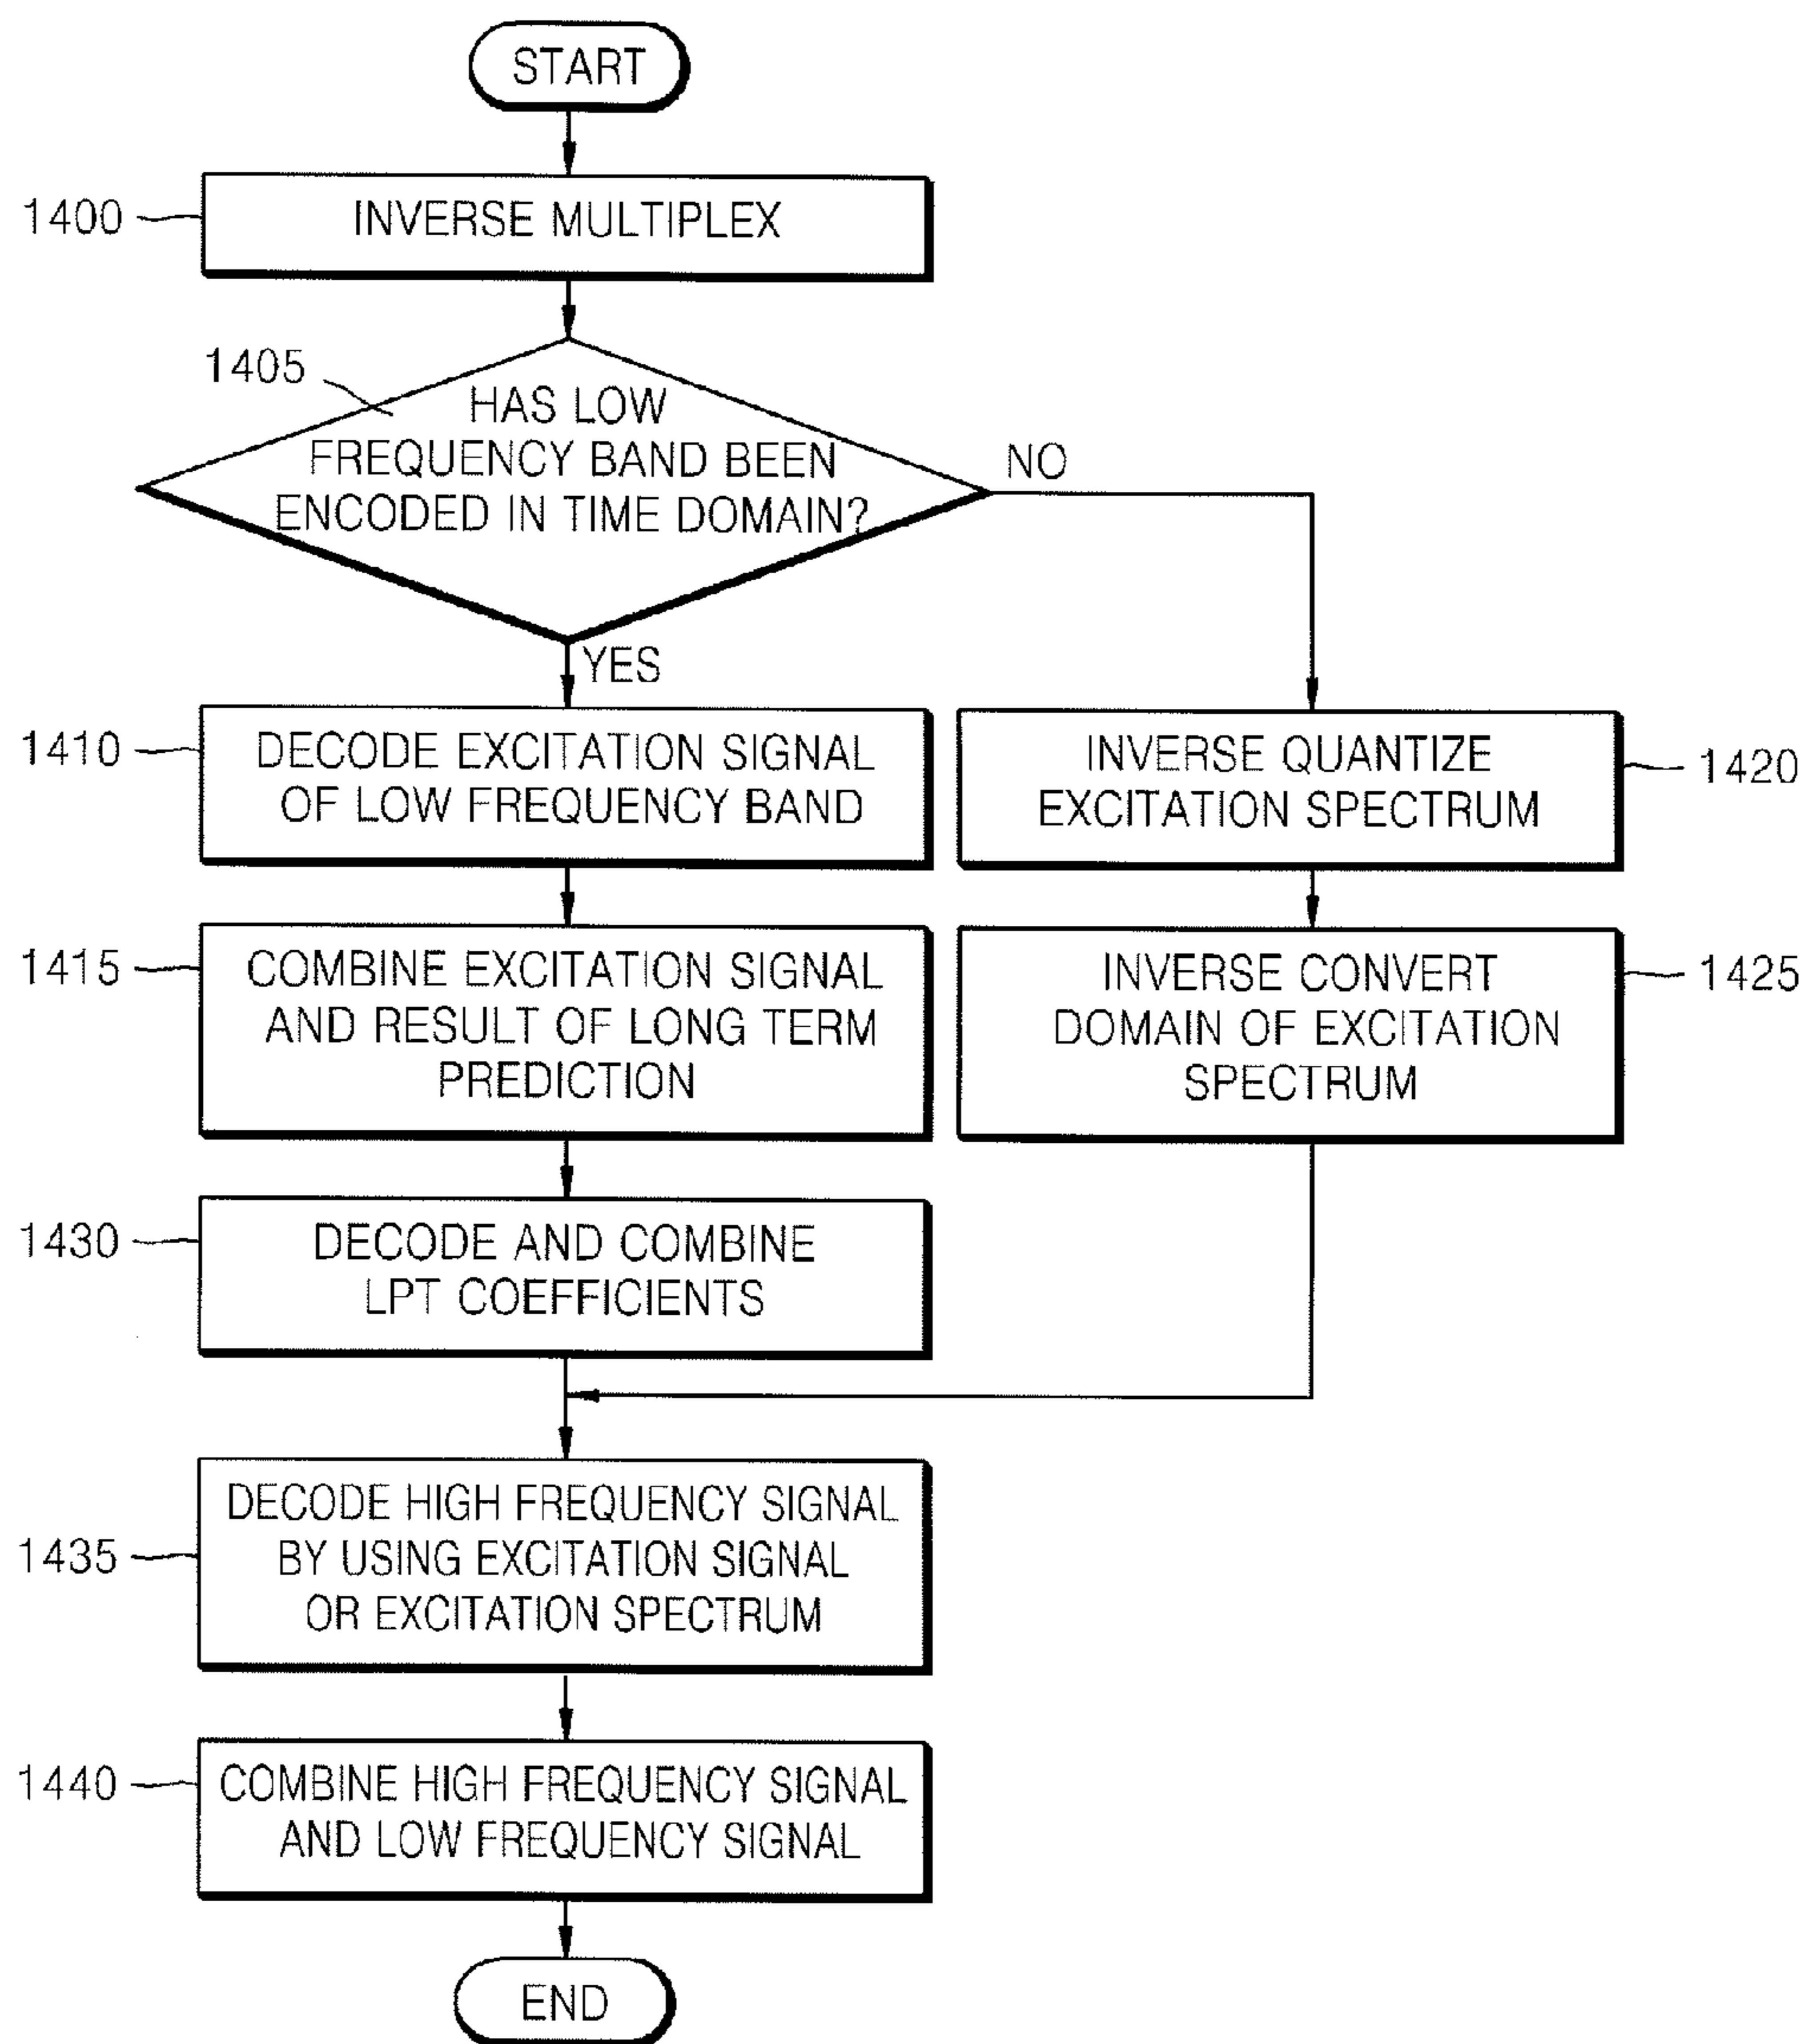 START
1400
INVERSE MULTIPLEX
1405
HAS LOW
FREQUENCY BAND BEEN
ENCODED IN TIME DOMAIN?
NO
YES
1410
DECODE EXCITATION SIGNAL
OF LOW FREQUENCY BAND
INVERSE QUANTIZE
EXCITATION SPECTRUM
1420
1415
COMBINE EXCITATION SIGNAL
AND RESULT OF LONG TERM
PREDICTION
INVERSE CONVERT
DOMAIN OF EXCITATION
SPECTRUM
1425
1430
DECODE AND COMBINE
LPT COEFFICIENTS
1435
DECODE HIGH FREQUENCY SIGNAL
BY USING EXCITATION SIGNAL
OR EXCITATION SPECTRUM
1440
COMBINE HIGH FREQUENCY SIGNAL
AND LOW FREQUENCY SIGNAL
END